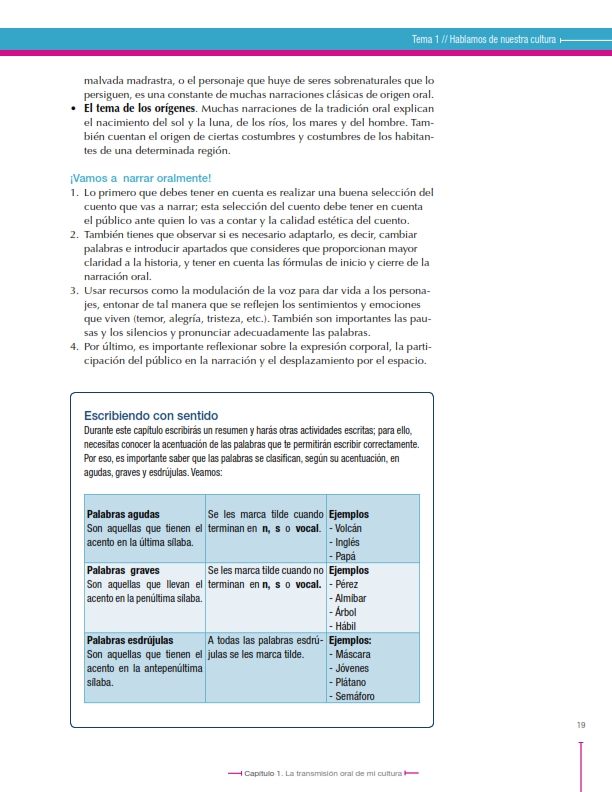 Tema 1 // Hablamos de nuestra cultura
malvada madrastra, o el personaje que huye de seres sobrenaturales que lo
persiguen, es una constante de muchas narraciones clásicas de origen oral.
• El tema de los orígenes. Muchas narraciones de la tradición oral explican
el nacimiento del sol y la luna, de los ríos, los mares y del hombre. Tam-
bién cuentan el origen de ciertas costumbres y costumbres de los habitan-
tes de una determinada región.
¡Vamos a narrar oralmente!
1. Lo primero que debes tener en cuenta es realizar una buena selección del
cuento que vas a narrar; esta selección del cuento debe tener en cuenta
el público ante quien lo vas a contar y la calidad estética del cuento.
2. También tienes que observar si es necesario adaptarlo, es decir, cambiar
palabras e introducir apartados que consideres que proporcionan mayor
claridad a la historia, y tener en cuenta las fórmulas de inicio y cierre de la
narración oral.
3. Usar recursos como la modulación de la voz para dar vida a los persona-
jes, entonar de tal manera que se reflejen los sentimientos y emociones
que viven (temor, alegría, tristeza, etc.). También son importantes las pau-
sas y los silencios y pronunciar adecuadamente las palabras.
4. Por último, es importante reflexionar sobre la expresión corporal, la parti-
cipación del público en la narración y el desplazamiento por el espacio.
Escribiendo con sentido
Durante este capítulo escribirás un resumen y harás otras actividades escritas; para ello,
necesitas conocer la acentuación de las palabras que te permitirán escribir correctamente.
Por eso, es importante saber que las palabras se clasifican, según su acentuación, en
agudas, graves y esdrújulas. Veamos:
Palabras agudas
Son aquellas que tienen el
acento en la última sílaba.
Se les marca tilde cuando
terminan en n, s o vocal.
Ejemplos
- Volcán
- Inglés
- Papá
Palabras graves
Son aquellas que llevan el
acento en la penúltima sílaba.
Se les marca tilde cuando no
terminan en n, s o vocal.
Ejemplos
- Pérez
- Almíbar
- Árbol
- Hábil
Palabras esdrújulas
Son aquellas que tienen el
acento en la antepenúltima
sílaba.
A todas las palabras esdrú-
julas se les marca tilde.
Ejemplos:
- Máscara
- Jóvenes
- Plátano
- Semáforo
19
Capítulo 1. La transmisión oral de mi cultura